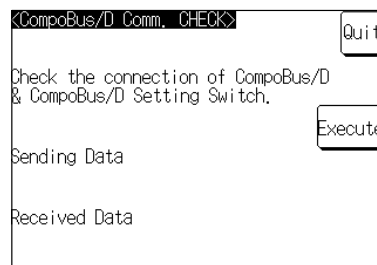 <CompoBus/D Comm. CHECK>
Quit
Check the connection of CompoBus/D
& CompoBus/D Setting Switch.
Execute
Sending Data
Received Data